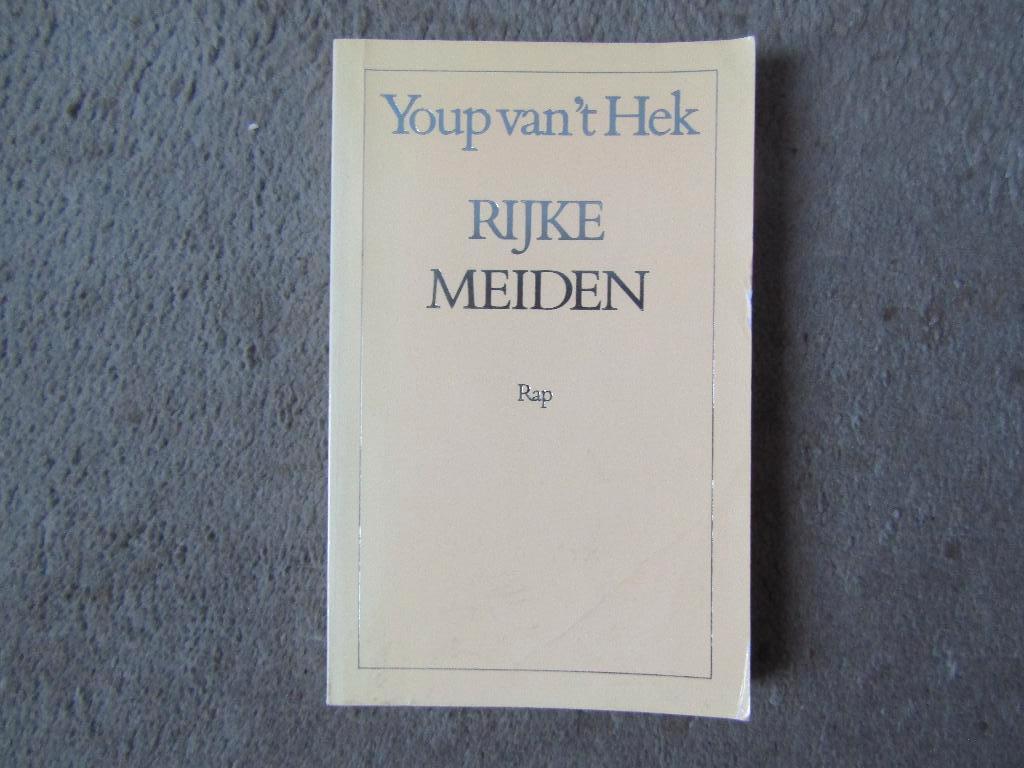 Youp van't Hek
RIJKE
MEIDEN
Rap